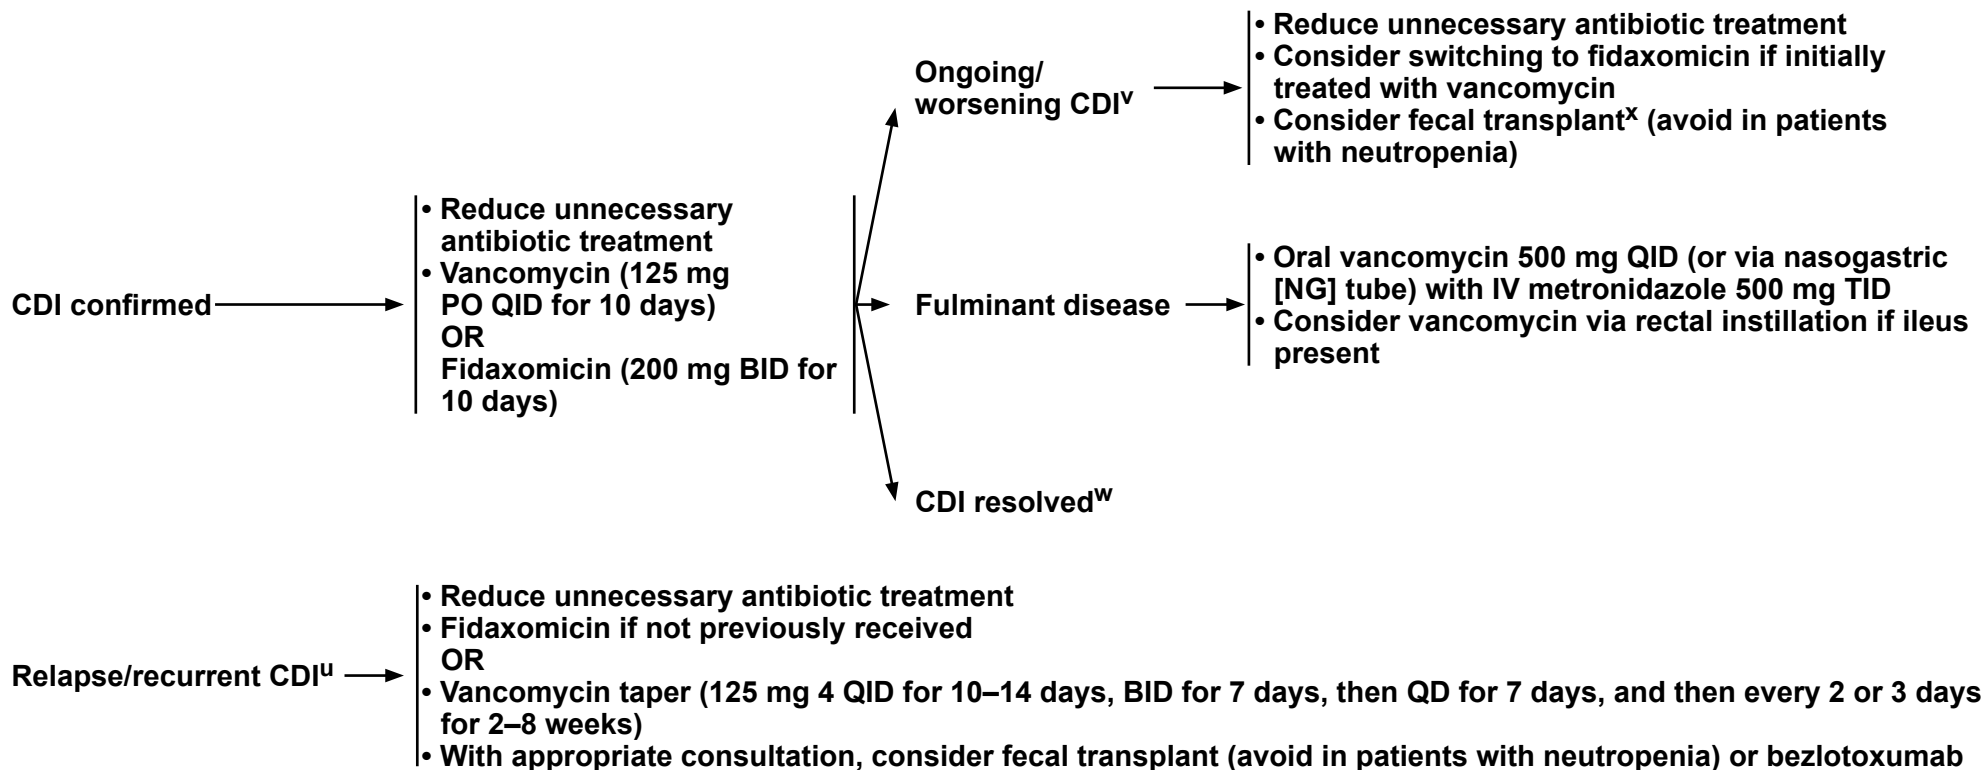 CDI confirmed
• Reduce unnecessary
antibiotic treatment
• Vancomycin (125 mg
PO QID for 10 days)
OR
Fidaxomicin (200 mg BID for
10 days)
Ongoing/
worsening CDIᵛ
• Reduce unnecessary antibiotic treatment
• Consider switching to fidaxomicin if initially
treated with vancomycin
• Consider fecal transplantˣ (avoid in patients
with neutropenia)
Fulminant disease
• Oral vancomycin 500 mg QID (or via nasogastric
[NG] tube) with IV metronidazole 500 mg TID
• Consider vancomycin via rectal instillation if ileus
present
CDI resolvedʷ
Relapse/recurrent CDIᵘ
• Reduce unnecessary antibiotic treatment
• Fidaxomicin if not previously received
OR
• Vancomycin taper (125 mg 4 QID for 10–14 days, BID for 7 days, then QD for 7 days, and then every 2 or 3 days
for 2–8 weeks)
• With appropriate consultation, consider fecal transplant (avoid in patients with neutropenia) or bezlotoxumab